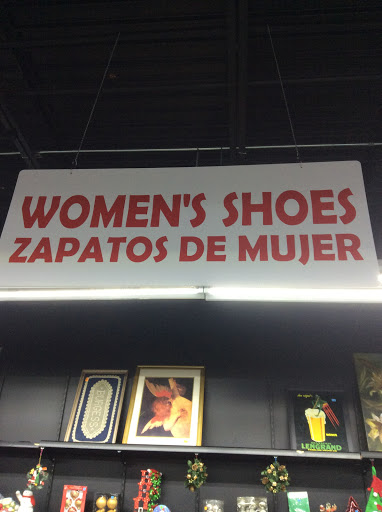 WOMEN'S SHOES
ZAPATOS DE MUJER
LENGRAND